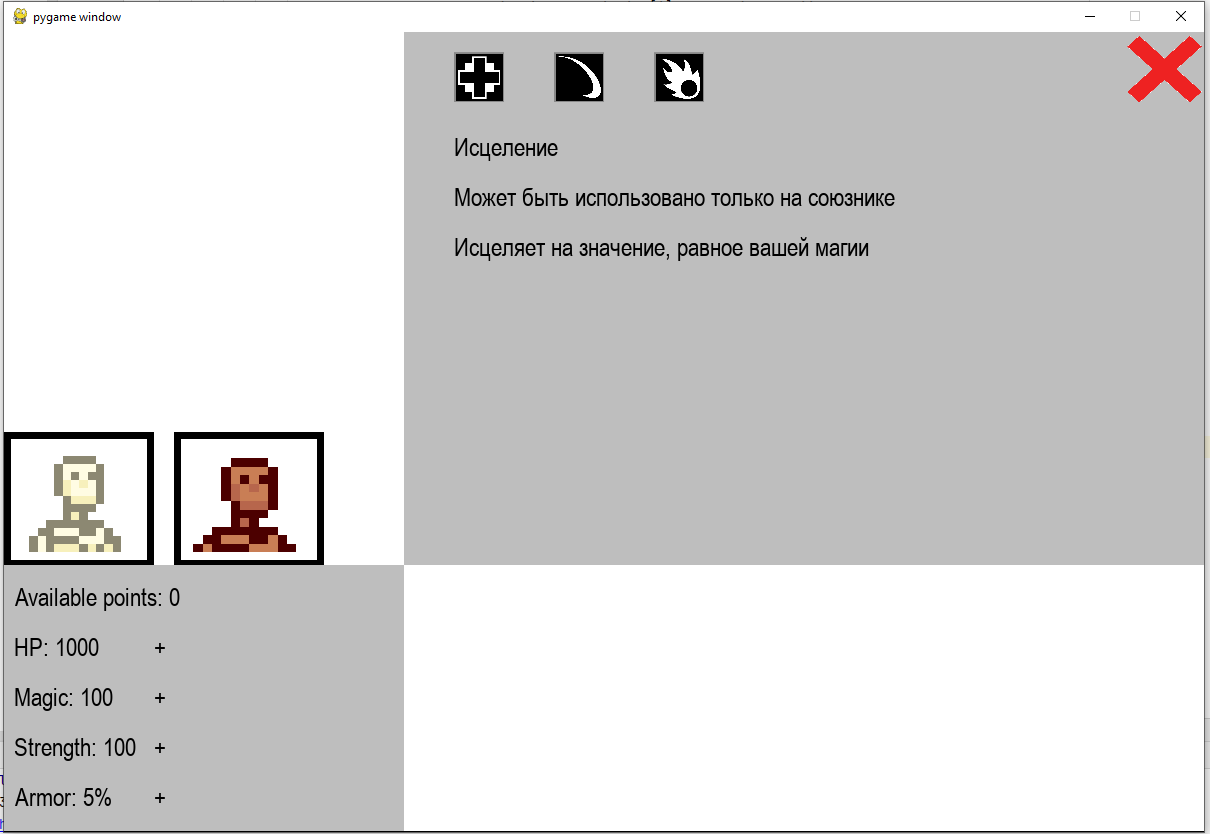 pygame window
Исцеление
Может быть использовано только на союзнике
Исцеляет на значение, равное вашей магии
Available points: 0
HP: 1000 +
Magic: 100 +
Strength: 100 +
Armor: 5% +